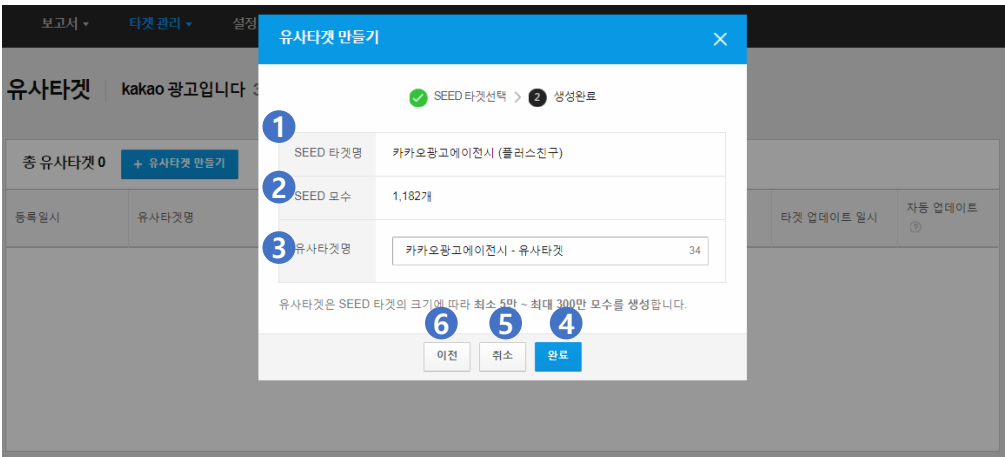 보고서 ▾ 타겟 관리 ▾ 설정
유사타겟 만들기 ×
유사타겟 kakao 광고입니다
SEED 타겟선택 > 2 생성완료
1
총 유사타겟 0 + 유사타겟 만들기
SEED 타겟명 카카오광고에이전시 (플러스친구)
2
SEED 모수 1,182개
등록일시 유사타겟명 타겟 업데이트 일시 자동 업데이트 ?
3
유사타겟명 카카오광고에이전시 - 유사타겟 34
유사타겟은 SEED 타겟의 크기에 따라 최소 5만 ~ 최대 300만 모수를 생성합니다.
6 5 4
이전 취소 완료